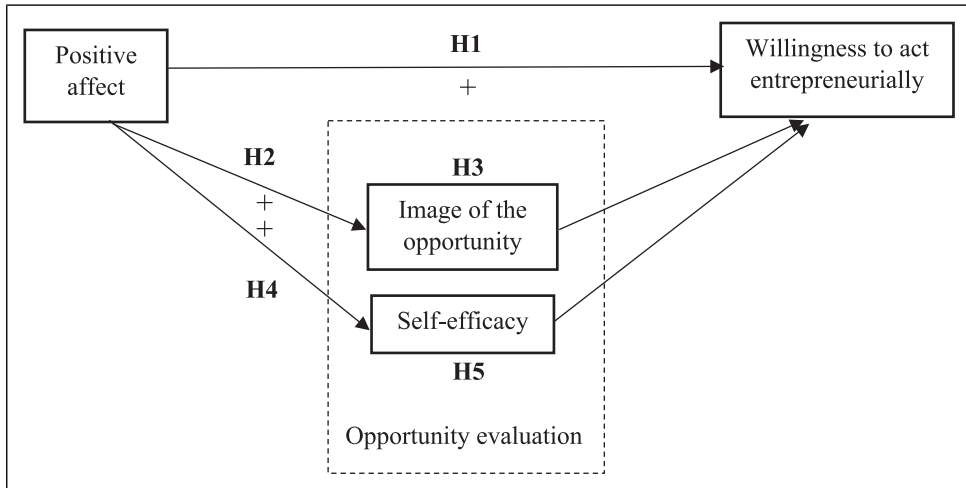 Positive
affect
H1
+
Willingness to act
entrepreneurially
H2
+
+
H4
H3
Image of the
opportunity
Self-efficacy
H5
Opportunity evaluation